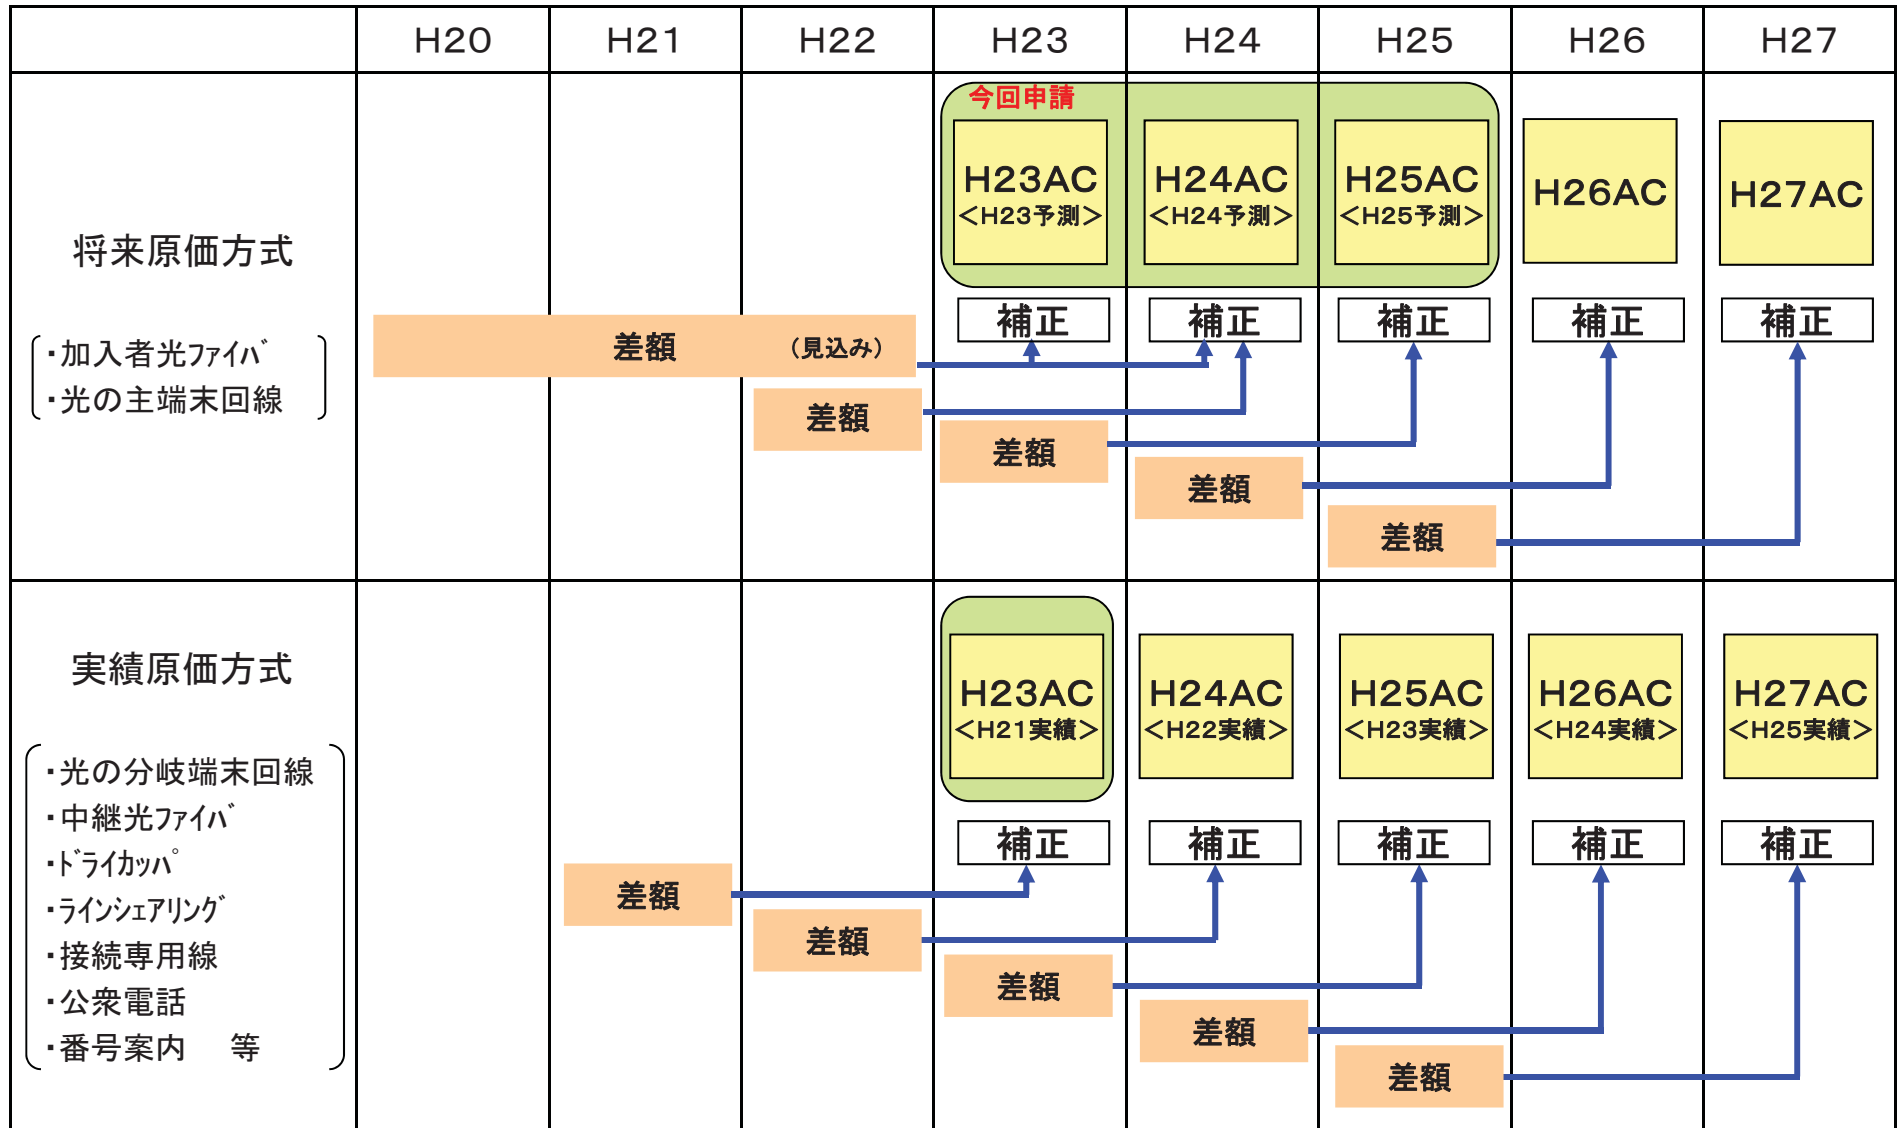 H20 H21 H22 H23 H24 H25 H26 H27
今回申請
将来原価方式
・加入者光ファイバ
・光の主端末回線
H23AC
<H23予測>
H24AC
<H24予測>
H25AC
<H25予測>
H26AC
H27AC
補正 補正 補正 補正 補正
差額 (見込み)
差額
差額
差額
差額
実績原価方式
・光の分岐端末回線
・中継光ファイバ
・ドライカッパ
・ラインシェアリング
・接続専用線
・公衆電話
・番号案内 等
H23AC
<H21実績>
H24AC
<H22実績>
H25AC
<H23実績>
H26AC
<H24実績>
H27AC
<H25実績>
補正 補正 補正 補正 補正
差額
差額
差額
差額
差額